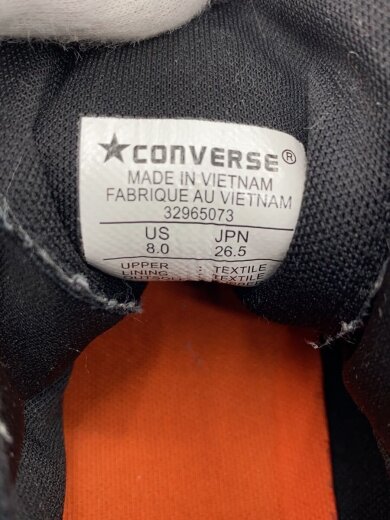 ★CONVERSE®
MADE IN VIETNAM
FABRIQUE AU VIETNAM
32965073
US JPN
8.0 26.5
UPPER : TEXTILE
LINING : TEXTILE